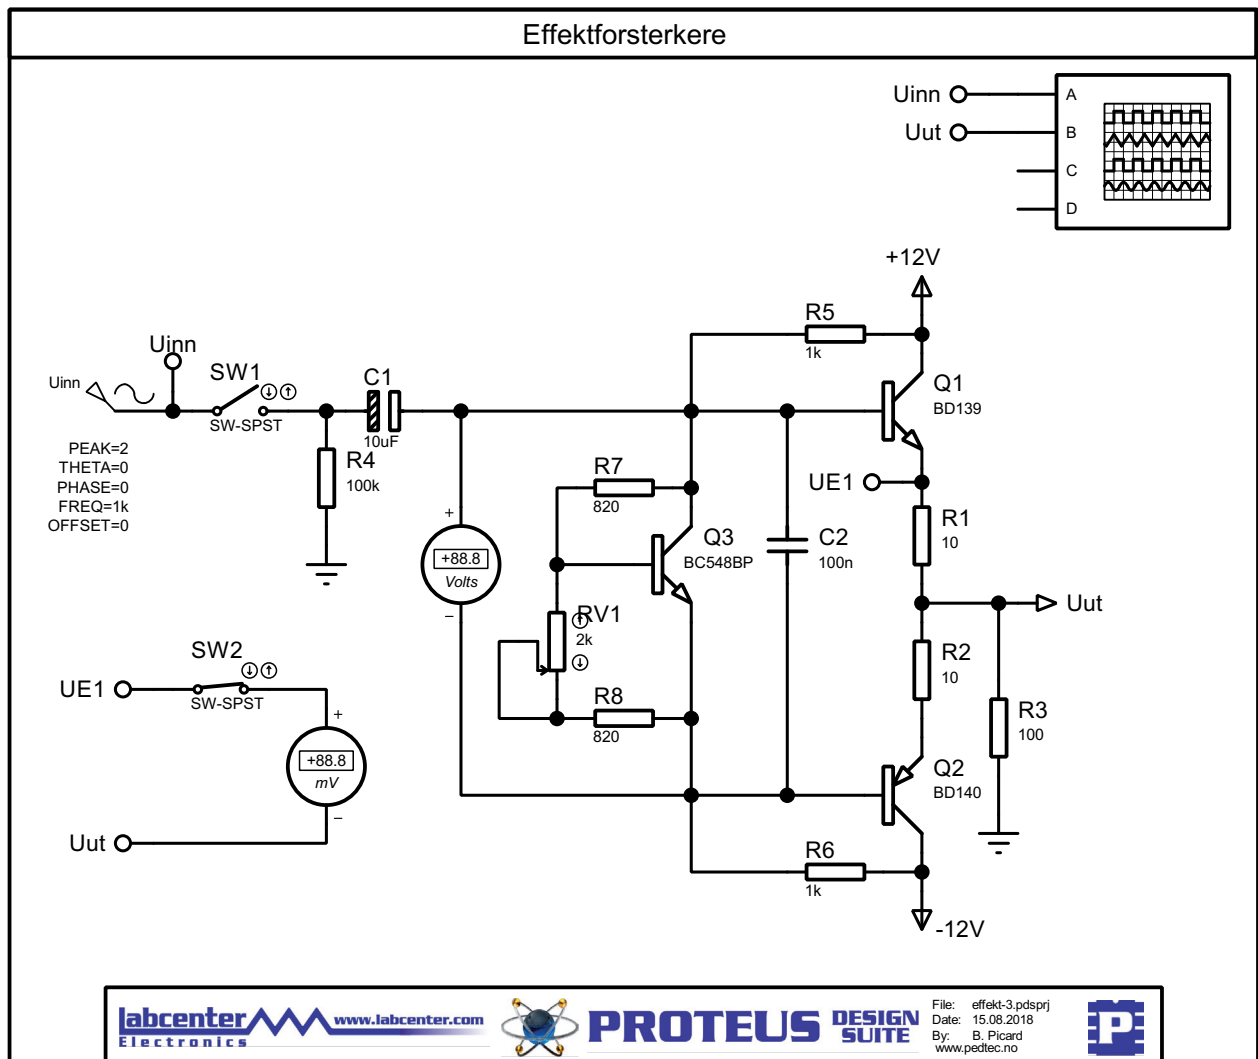 Effektforsterkere
Uinn
Uut
A
B
C
D
+12V
R5
1k
Uinn
Uinn
SW1
SW-SPST
C1
10uF
Q1
BD139
PEAK=2
THETA=0
PHASE=0
FREQ=1k
OFFSET=0
R4
100k
R7
820
UE1
R1
10
+
+88.8
Volts
−
Q3
BC548BP
C2
100n
RV1
2k
Uut
SW2
SW-SPST
UE1
R2
10
R8
820
R3
100
+
+88.8
mV
−
Q2
BD140
Uut
R6
1k
-12V
labcenter
Electronics
www.labcenter.com
PROTEUS DESIGN SUITE
File: effekt-3.pdsprj
Date: 15.08.2018
By: B. Picard
www.pedtec.no
P